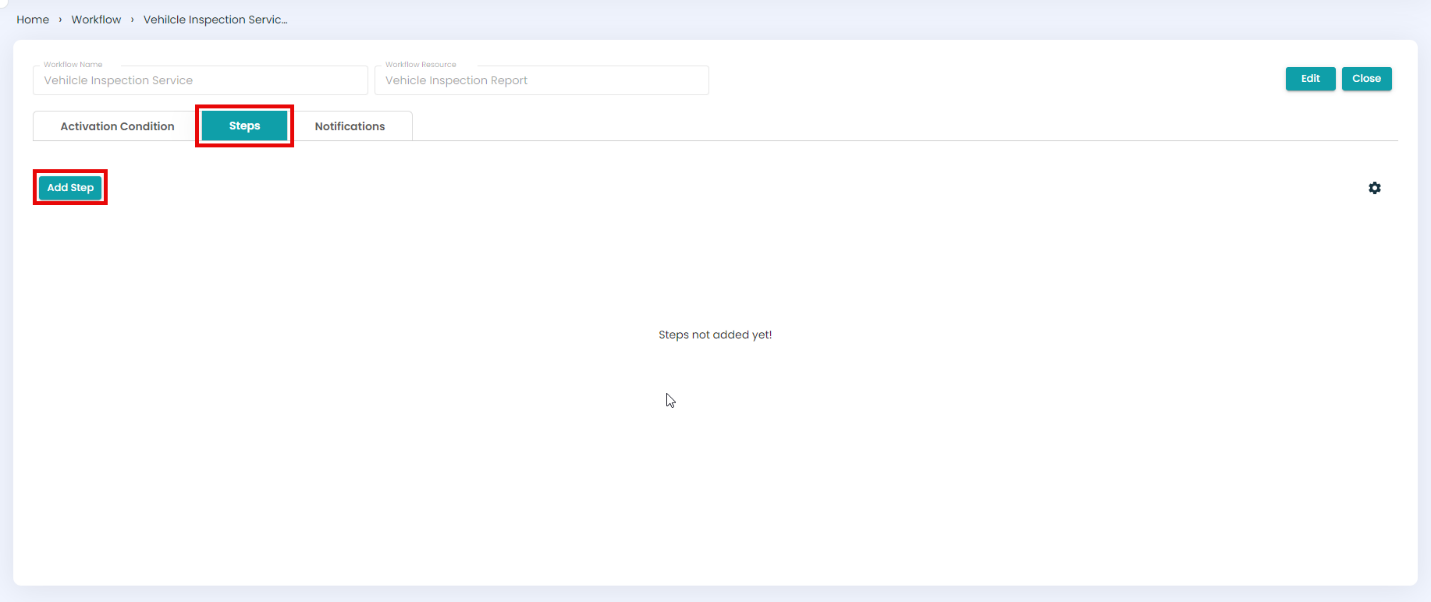 Home › Workflow › Vehilcle Inspection Servic...
Workflow Name
Vehilcle Inspection Service
Workflow Resource
Vehicle Inspection Report
Edit
Close
Activation Condition
Steps
Notifications
Add Step
Steps not added yet!